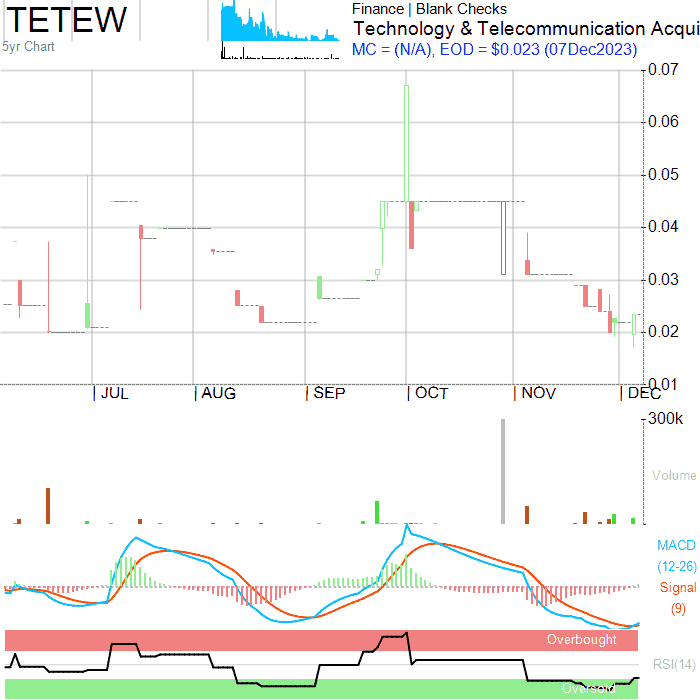 TETEW
5yr Chart
Finance | Blank Checks
Technology & Telecommunication Acqui
MC = (N/A), EOD = $0.023 (07Dec2023)
0.07
0.06
0.05
0.04
0.03
0.02
0.01
JUL AUG SEP OCT NOV DEC
300k
Volume
MACD
(12-26)
Signal
(9)
Overbought
RSI(14)
Oversold